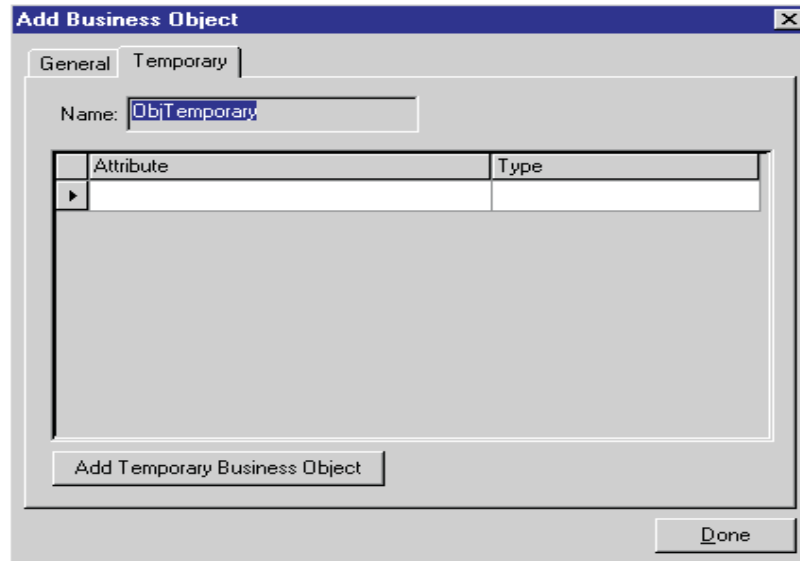 Add Business Object
General Temporary
Name: ObjTemporary
Attribute Type
Add Temporary Business Object
Done